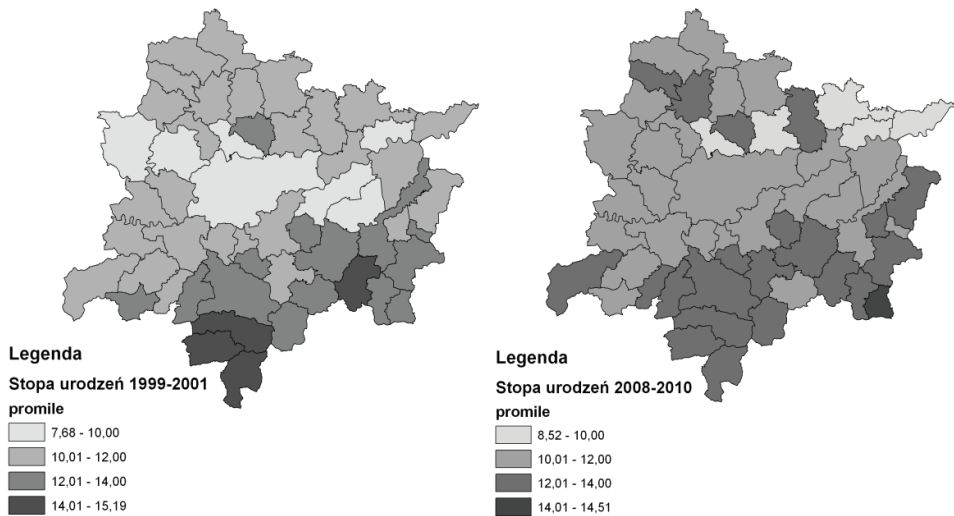 Legenda
Stopa urodzeń 1999-2001
promile
7,68 - 10,00
10,01 - 12,00
12,01 - 14,00
14,01 - 15,19
Legenda
Stopa urodzeń 2008-2010
promile
8,52 - 10,00
10,01 - 12,00
12,01 - 14,00
14,01 - 14,51